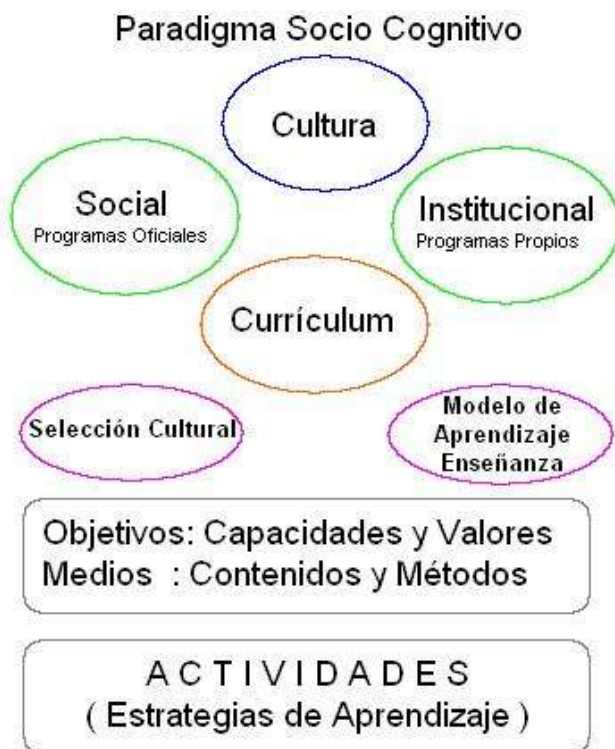 Paradigma Socio Cognitivo
Cultura
Social
Programas Oficiales
Institucional
Programas Propios
Currículum
Selección Cultural
Modelo de
Aprendizaje
Enseñanza
Objetivos: Capacidades y Valores
Medios : Contenidos y Métodos
A C T I V I D A D E S
( Estrategias de Aprendizaje )